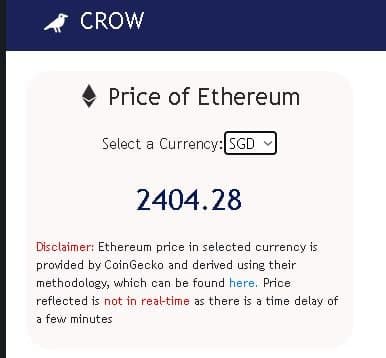 CROW
Price of Ethereum
Select a Currency: SGD
2404.28
Disclaimer: Ethereum price in selected currency is
provided by CoinGecko and derived using their
methodology, which can be found here. Price
reflected is not in real-time as there is a time delay of
a few minutes